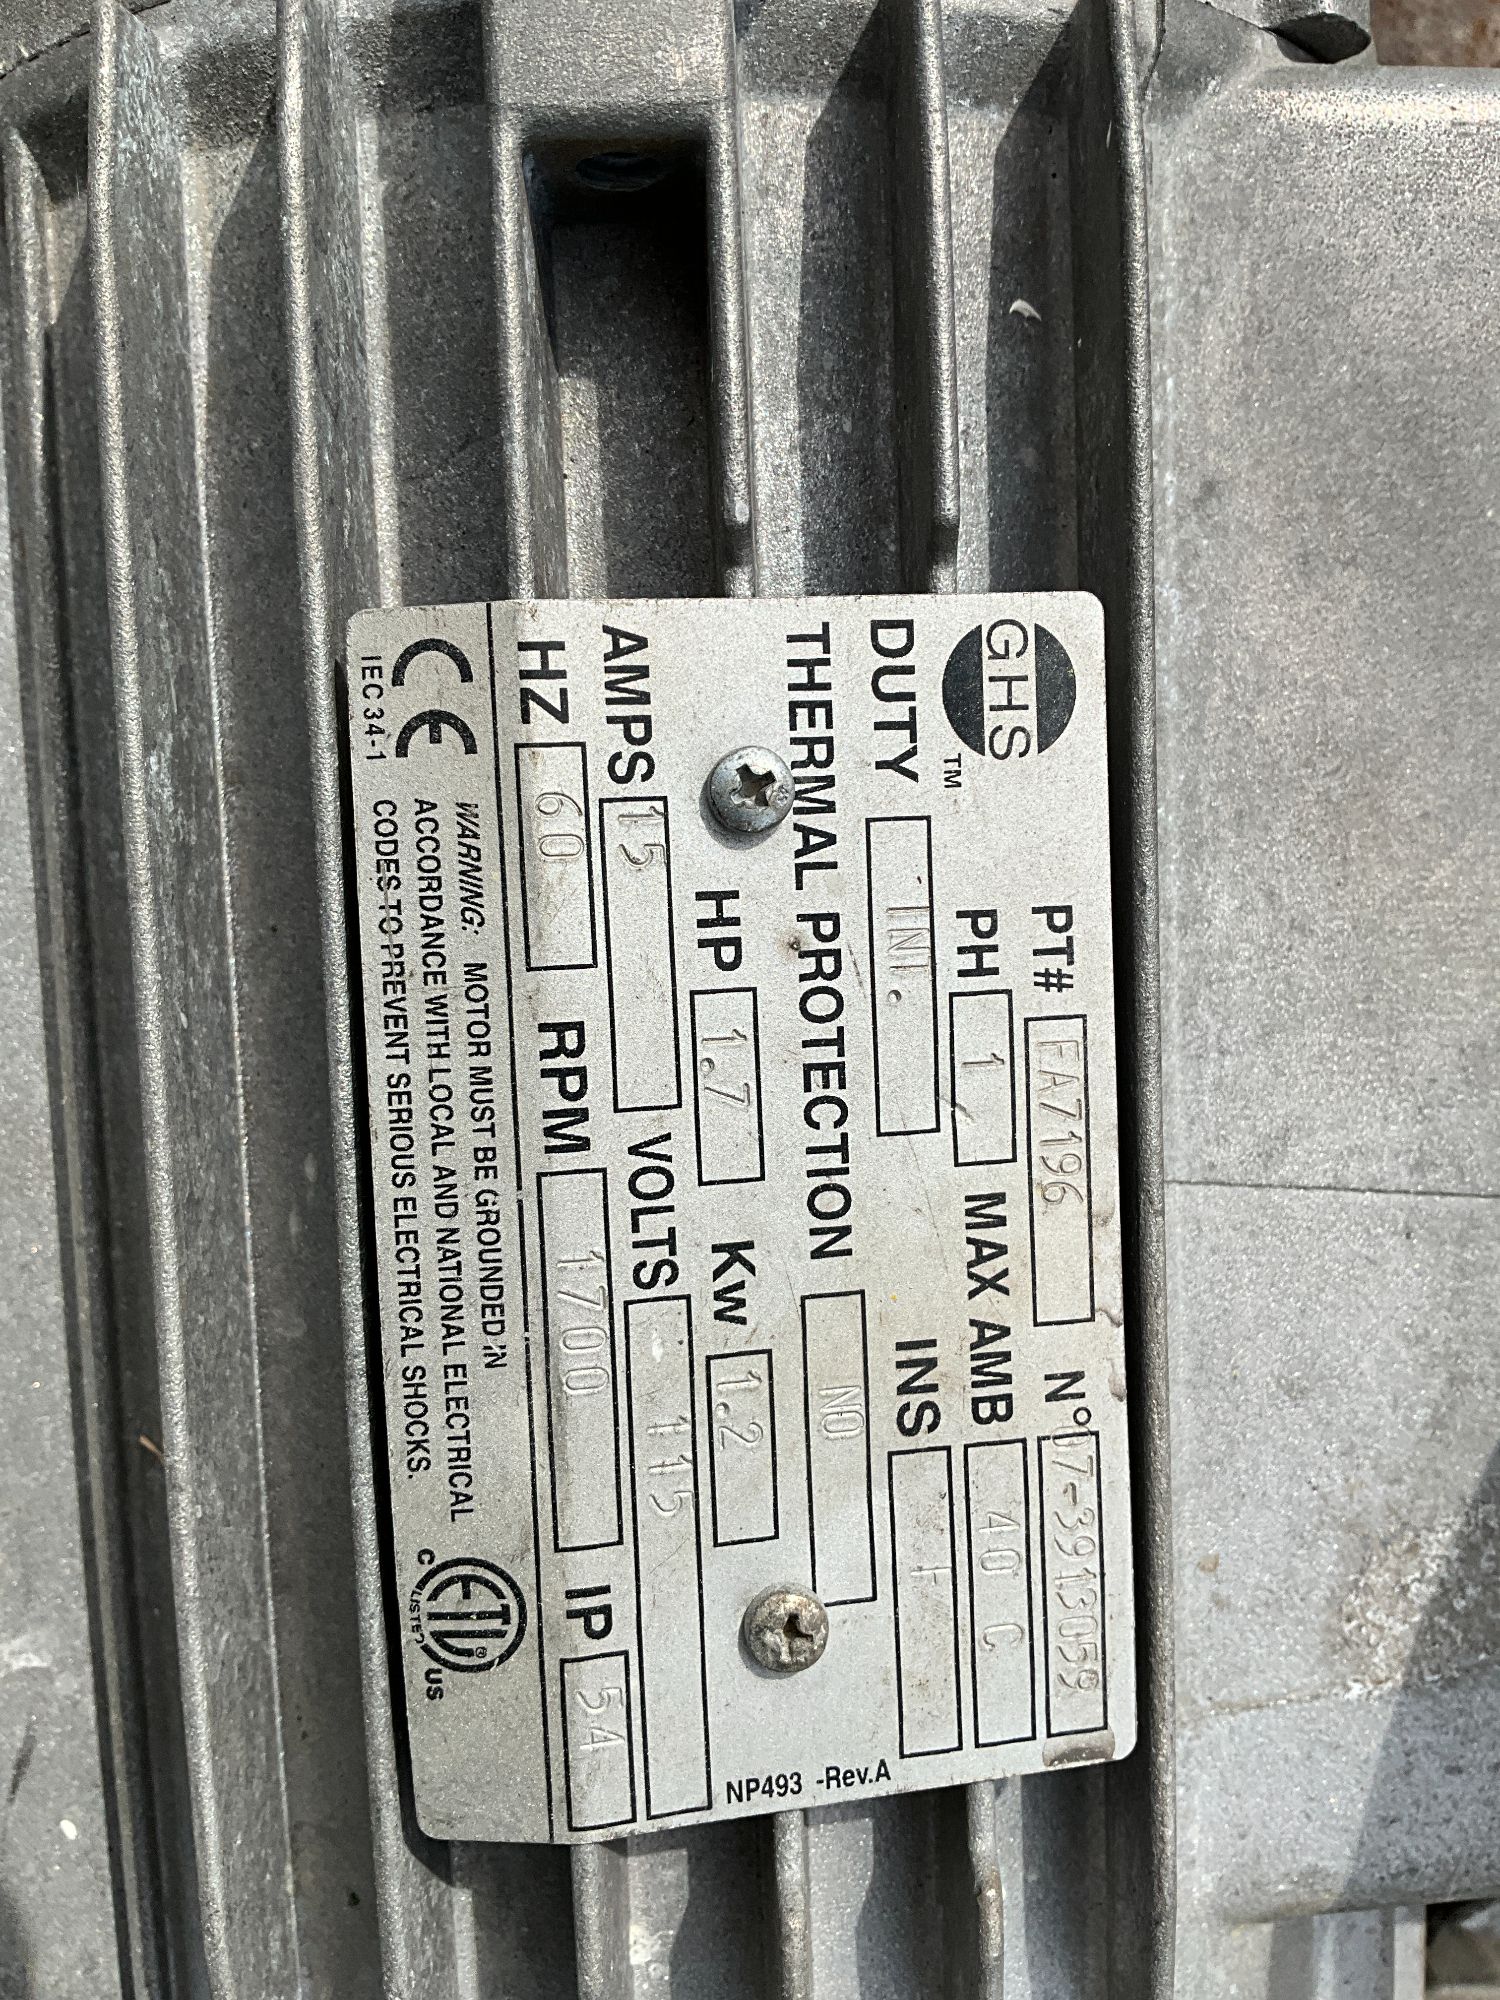 GHS TM PT# FA7196 N° 07-3913059
PH 1 MAX AMB 40 C
DUTY INT. INS F
THERMAL PROTECTION NO
HP 1.7 Kw 1.2
AMPS 15 VOLTS 115
HZ 60 RPM 1700 IP 54
NP493 -Rev.A
CE
IEC 34-1
WARNING: MOTOR MUST BE GROUNDED IN
ACCORDANCE WITH LOCAL AND NATIONAL ELECTRICAL
CODES TO PREVENT SERIOUS ELECTRICAL SHOCKS.
ETL®
C LISTED US